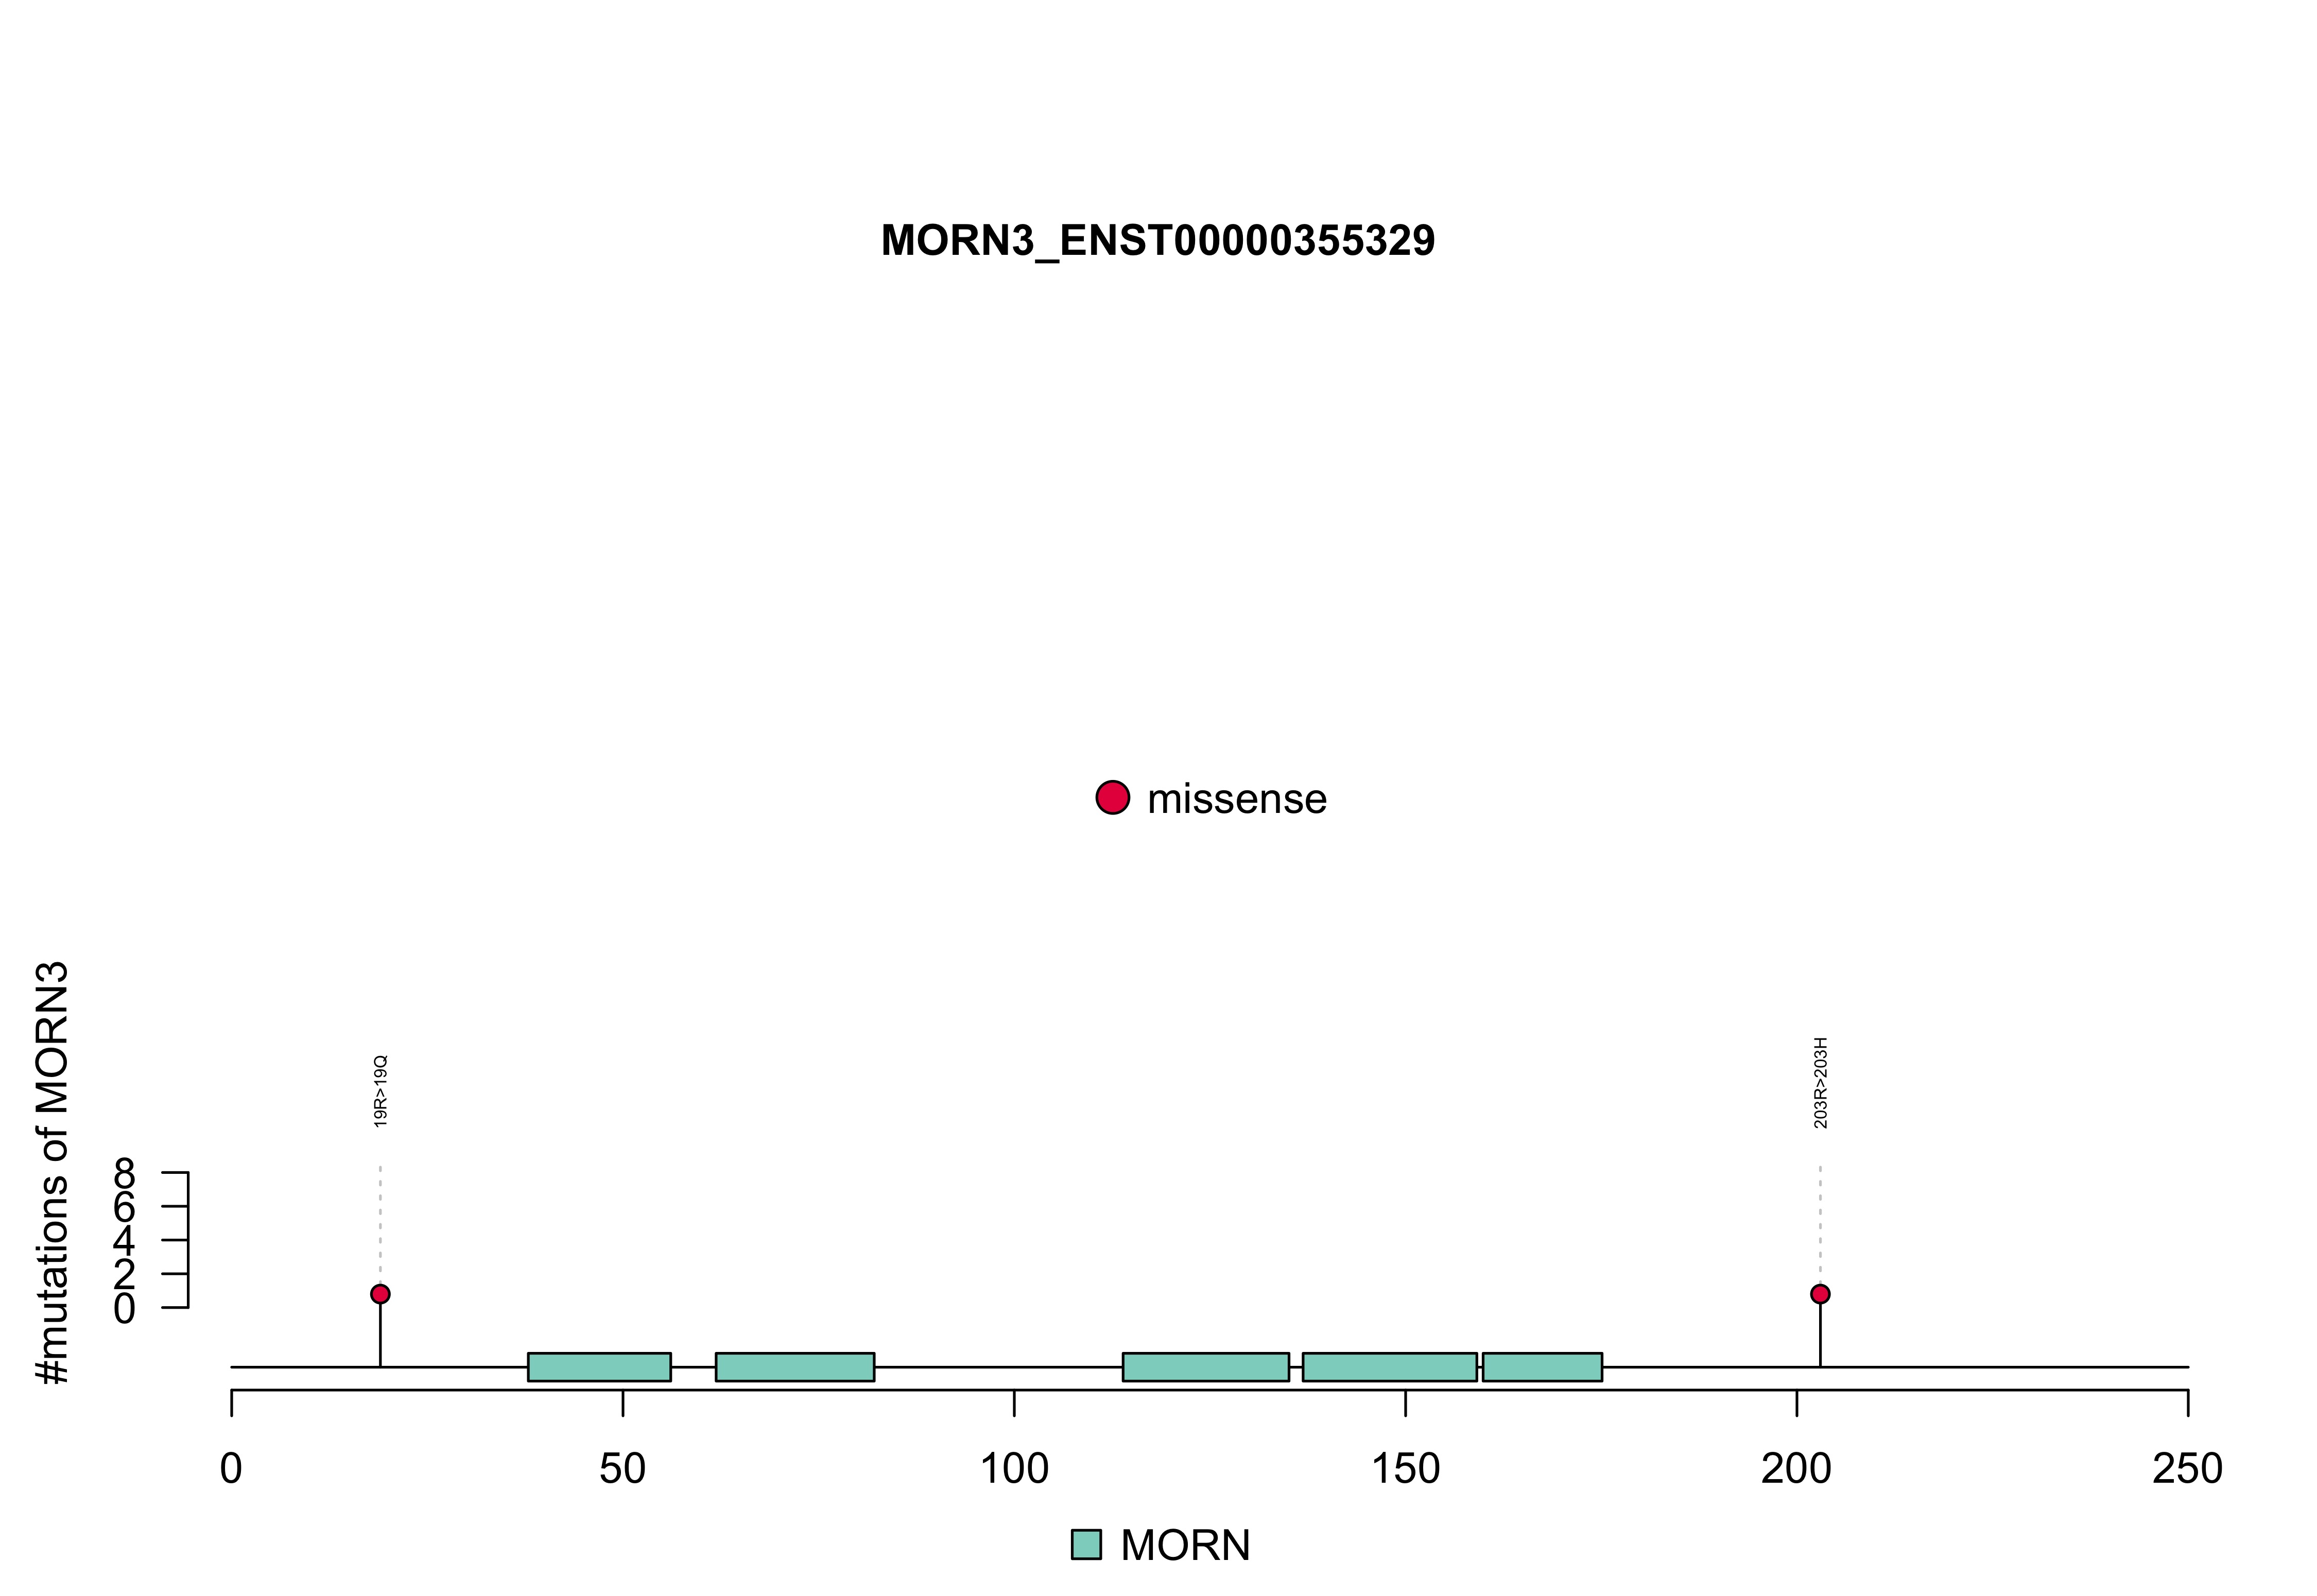 MORN3_ENST00000355329
missense
#mutations of MORN3
19R>19Q
203R>203H
8
6
4
2
0
0 50 100 150 200 250
MORN